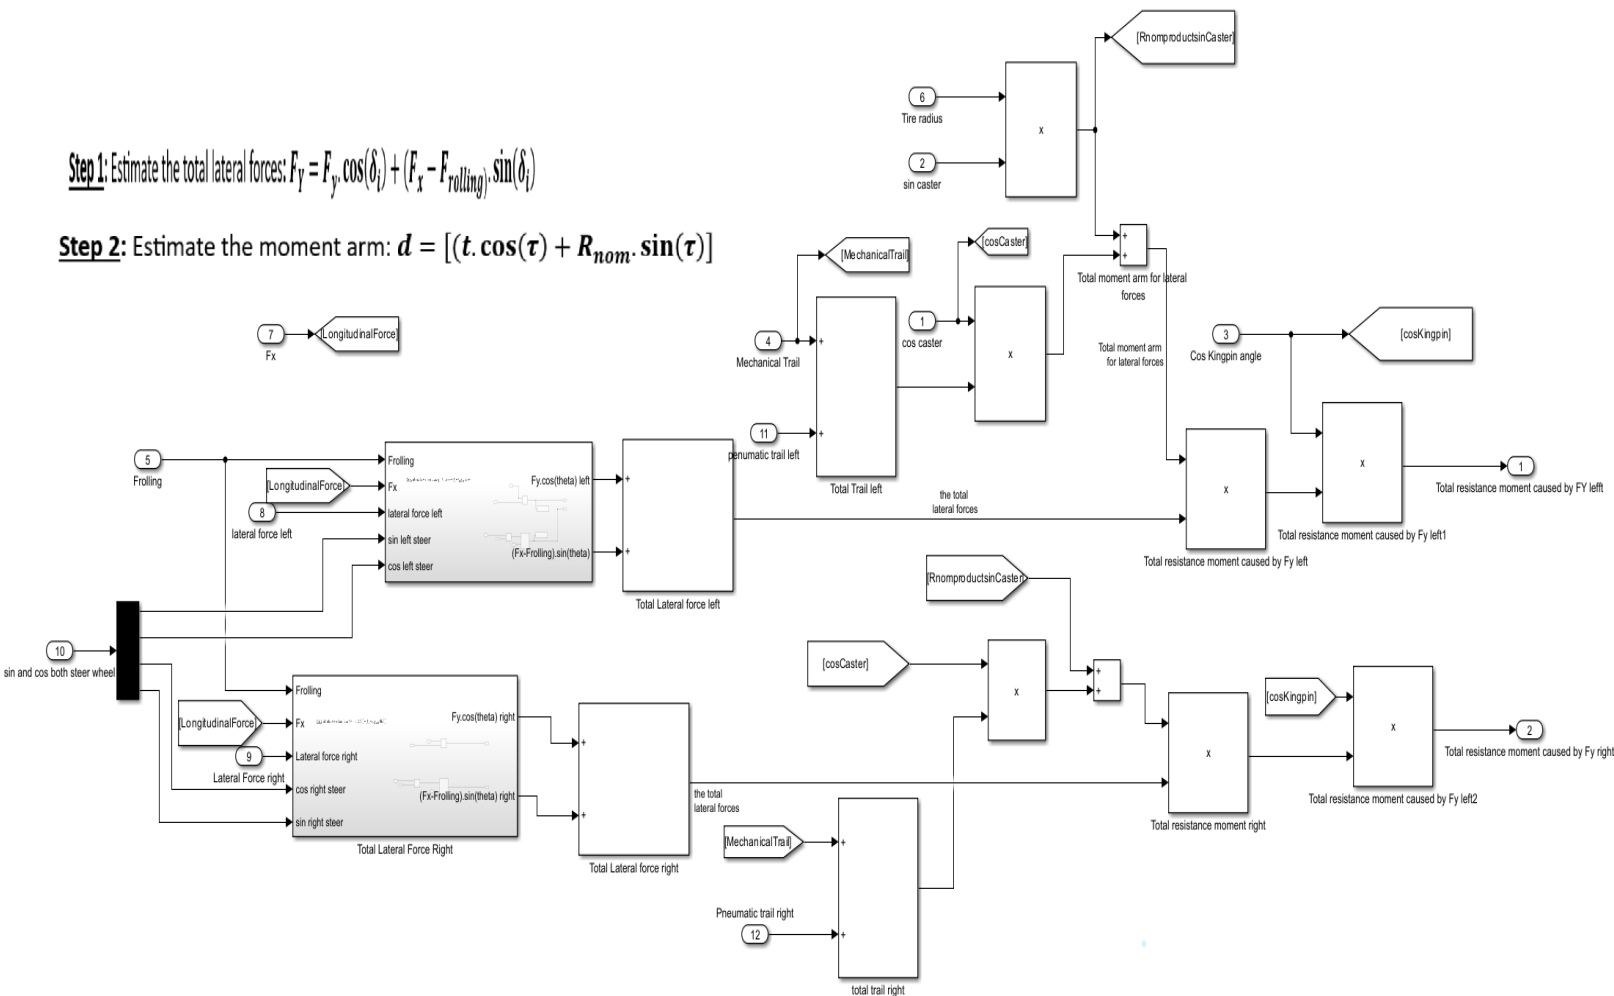 [RnomproductsinCaster]
6
Tire radius
x
2
sin caster
Step 1: Estimate the total lateral forces: F_Y = F_y. cos(δ_i) + (F_x − F_rolling). sin(δ_i)
Step 2: Estimate the moment arm: d = [(t. cos(τ) + R_nom. sin(τ)]
[MechanicalTrail]
[cosCaster]
+
+
Total moment arm for lateral
forces
7
Fx
[LongitudinalForce]
4
Mechanical Trail
+
1
cos caster
x
Total moment arm
for lateral forces
3
Cos Kingpin angle
[cosKingpin]
11
penumatic trail left
+
Total Trail left
5
Frolling
[LongitudinalForce]
8
lateral force left
Frolling
Fx
lateral force left
sin left steer
cos left steer
Fy.cos(theta) left
(Fx-Frolling).sin(theta)
+
+
Total Lateral force left
the total
lateral forces
x
Total resistance moment caused by Fy left
x
Total resistance moment caused by Fy left1
1
Total resistance moment caused by FY lefft
10
sin and cos both steer wheel
[RnomproductsinCaster]
[cosCaster]
x
+
+
[LongitudinalForce]
9
Lateral Force right
Frolling
Fx
Lateral force right
cos right steer
sin right steer
Fy.cos(theta) right
(Fx-Frolling).sin(theta) right
Total Lateral Force Right
+
+
Total Lateral force right
the total
lateral forces
x
Total resistance moment right
[cosKingpin]
x
Total resistance moment caused by Fy left2
2
Total resistance moment caused by Fy right
[MechanicalTrail]
+
Pneumatic trail right
12
+
total trail right